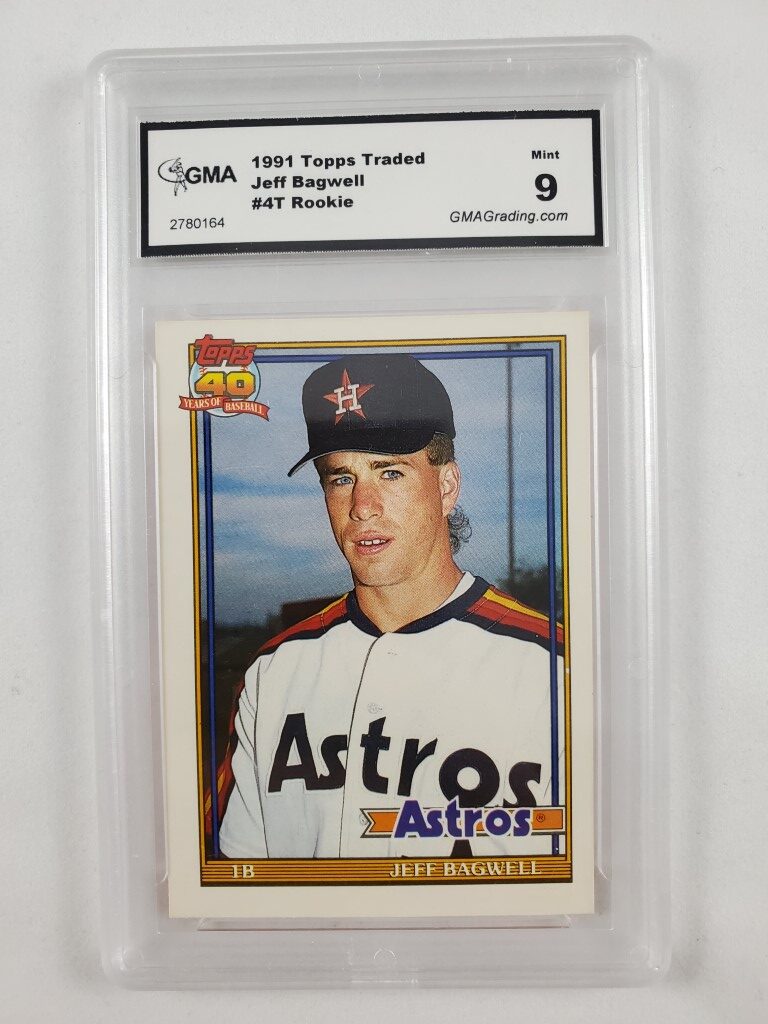 GMA
2780164
1991 Topps Traded
Jeff Bagwell
#4T Rookie
Mint
9
GMAGrading.com
Topps
40
YEARS OF BASEBALL
H
Astros
Astros®
1B
JEFF BAGWELL